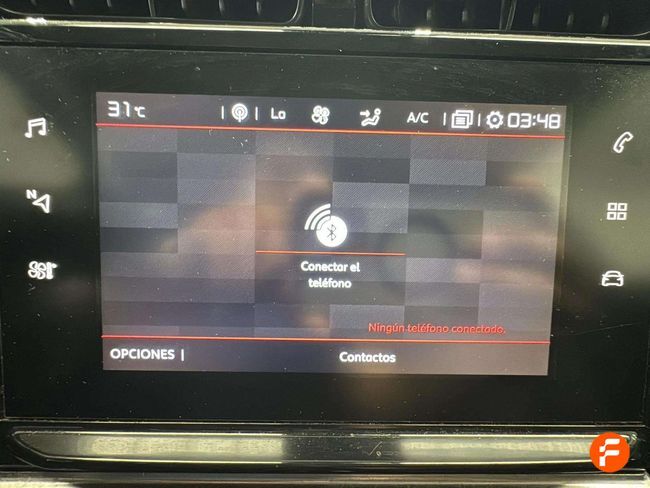 31°C Lo A/C 03:48
N
Conectar el
teléfono
Ningún teléfono conectado.
OPCIONES Contactos